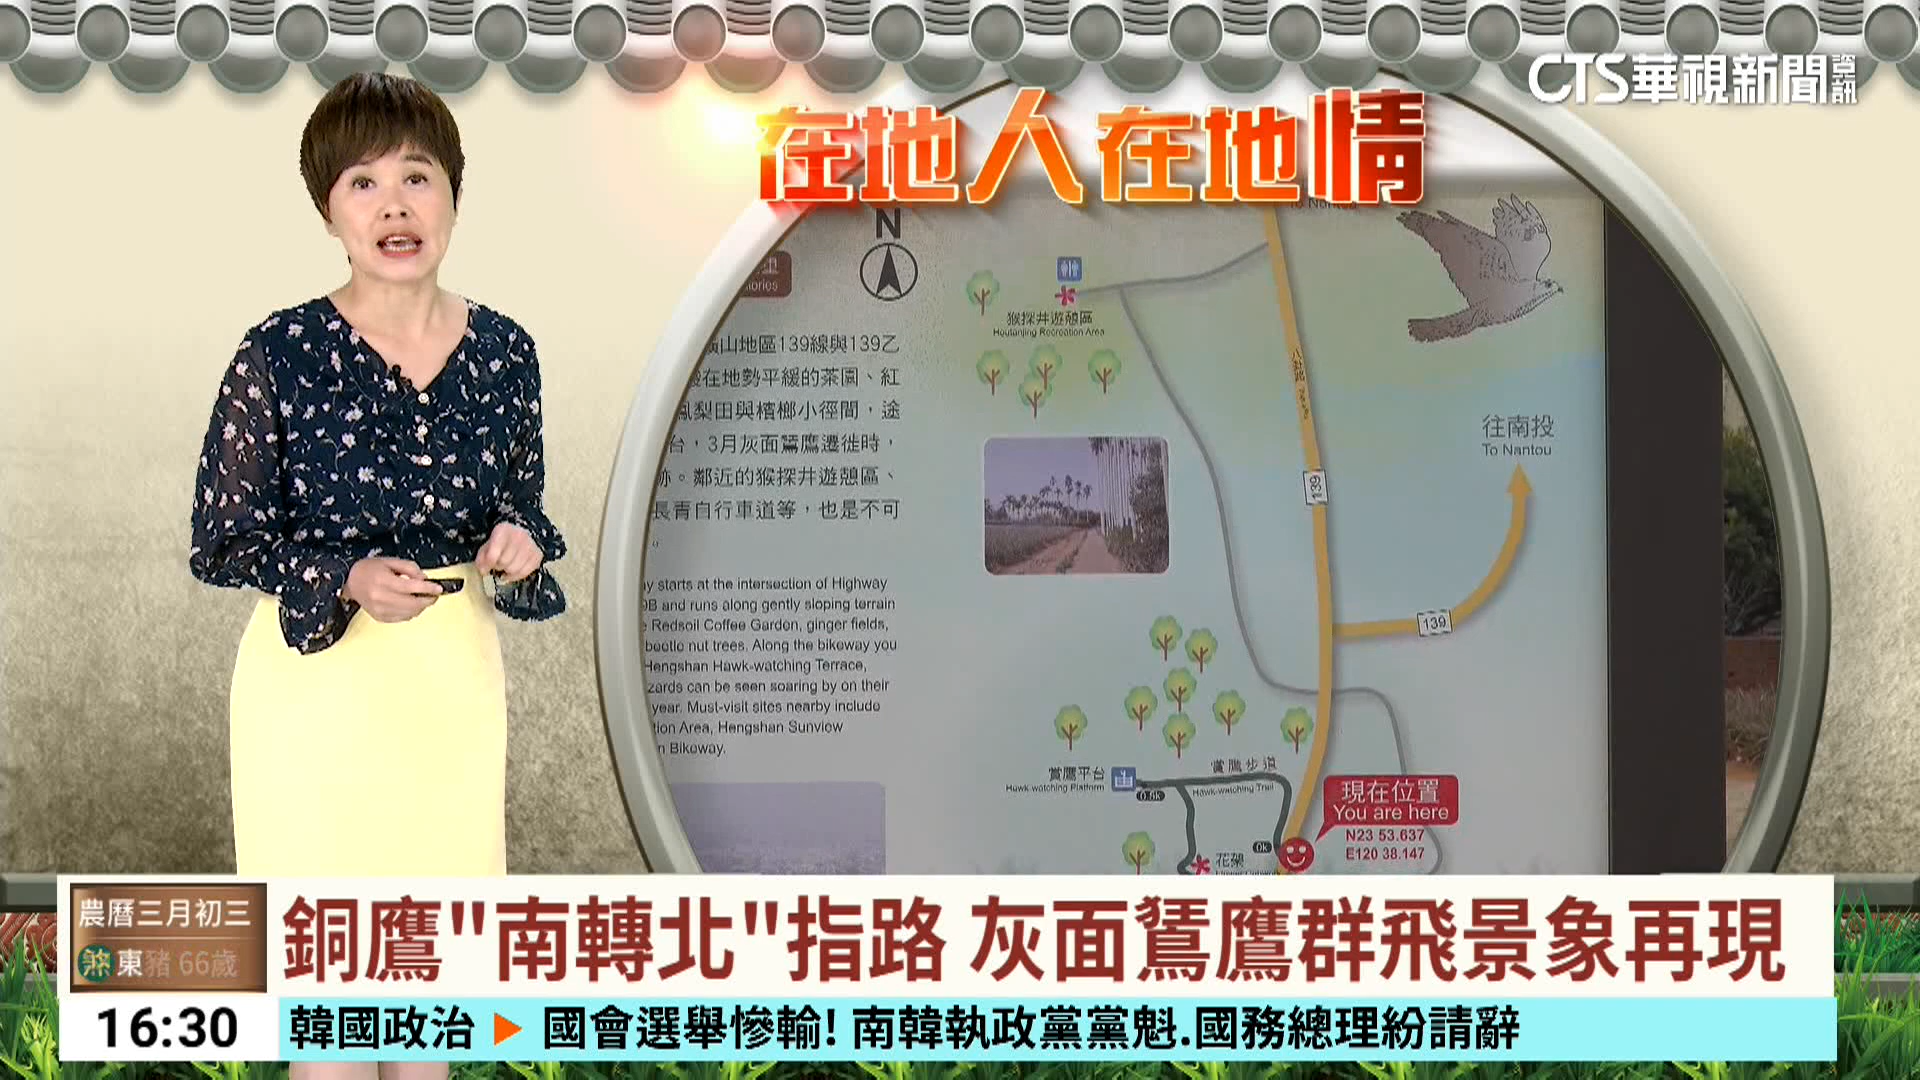 CTS華視新聞資訊
在地人在地情
N
To Nantou
猴探井遊憩區
Houtanjing Recreation Area
山地區139線與139乙
在地勢平緩的茶園、紅
鳳梨田與檳榔小徑間,途
台,3月灰面鵟鷹遷徙時,
跡。鄰近的猴探井遊憩區、
長青自行車道等,也是不可
八卦路
139
往南投
To Nantou
139
y starts at the intersection of Highway
9B and runs along gently sloping terrain
Redsoil Coffee Garden, ginger fields,
beetle nut trees. Along the bikeway you
Hengshan Hawk-watching Terrace,
zards can be seen soaring by on their
year. Must-visit sites nearby include
tion Area, Hengshan Sunview
n Bikeway.
賞鷹平台
Hawk-watching Platform
0.6k
賞鷹步道
Hawk-watching Trail
現在位置
You are here
N23 53.637
E120 38.147
0k
花架
農曆三月初三
煞東豬 66歲
銅鷹"南轉北"指路 灰面鵟鷹群飛景象再現
16:30
韓國政治 ▶ 國會選舉慘輸! 南韓執政黨黨魁.國務總理紛請辭